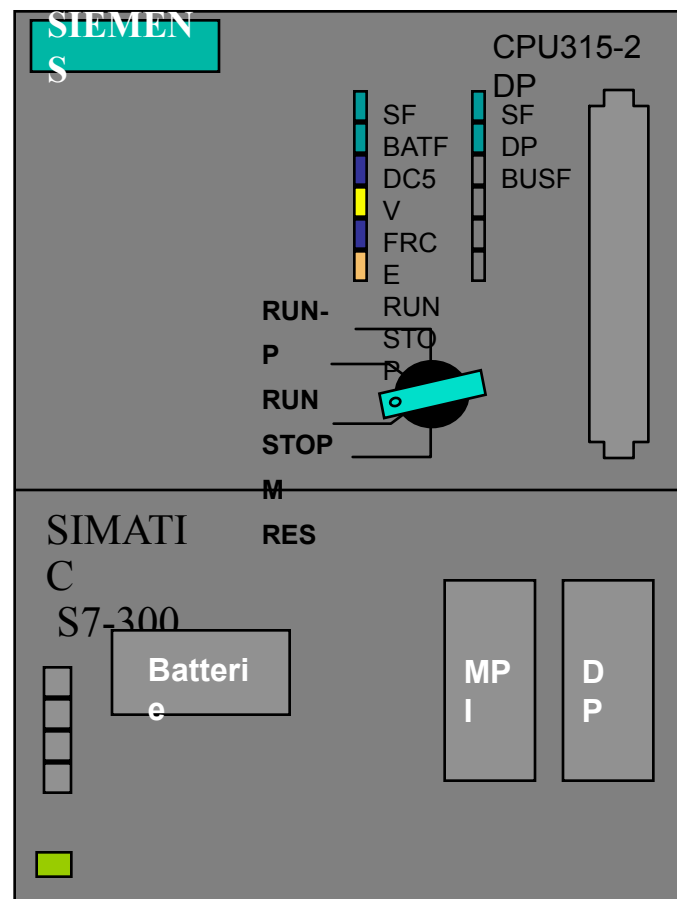 SIEMEN
S
CPU315-2
DP
SF
BATF
DC5
V
FRC
E
RUN
STO
P
SF
DP
BUSF
RUN-
P
RUN
STOP
M
RES
SIMATI
C
S7-300
Batteri
e
MP
I
D
P